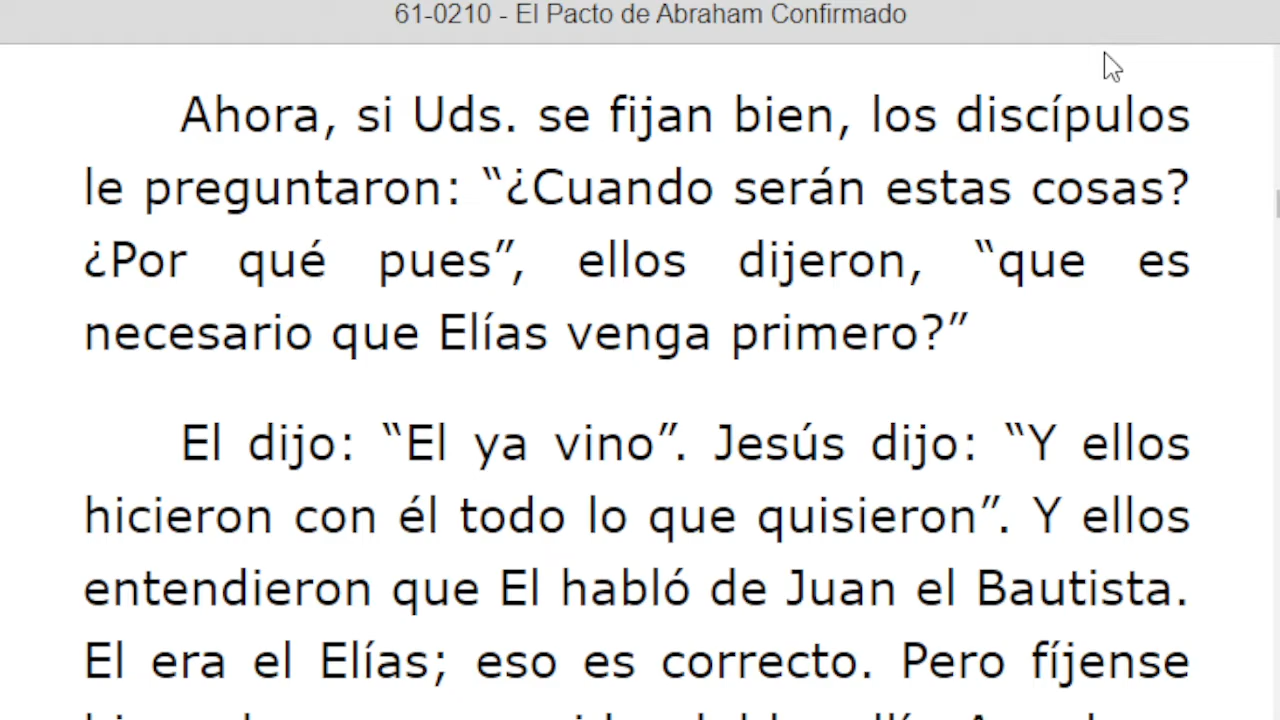 61-0210 - El Pacto de Abraham Confirmado
Ahora, si Uds. se fijan bien, los discípulos
le preguntaron: “¿Cuando serán estas cosas?
¿Por qué pues”, ellos dijeron, “que es
necesario que Elías venga primero?”
El dijo: “El ya vino”. Jesús dijo: “Y ellos
hicieron con él todo lo que quisieron”. Y ellos
entendieron que El habló de Juan el Bautista.
El era el Elías; eso es correcto. Pero fíjense